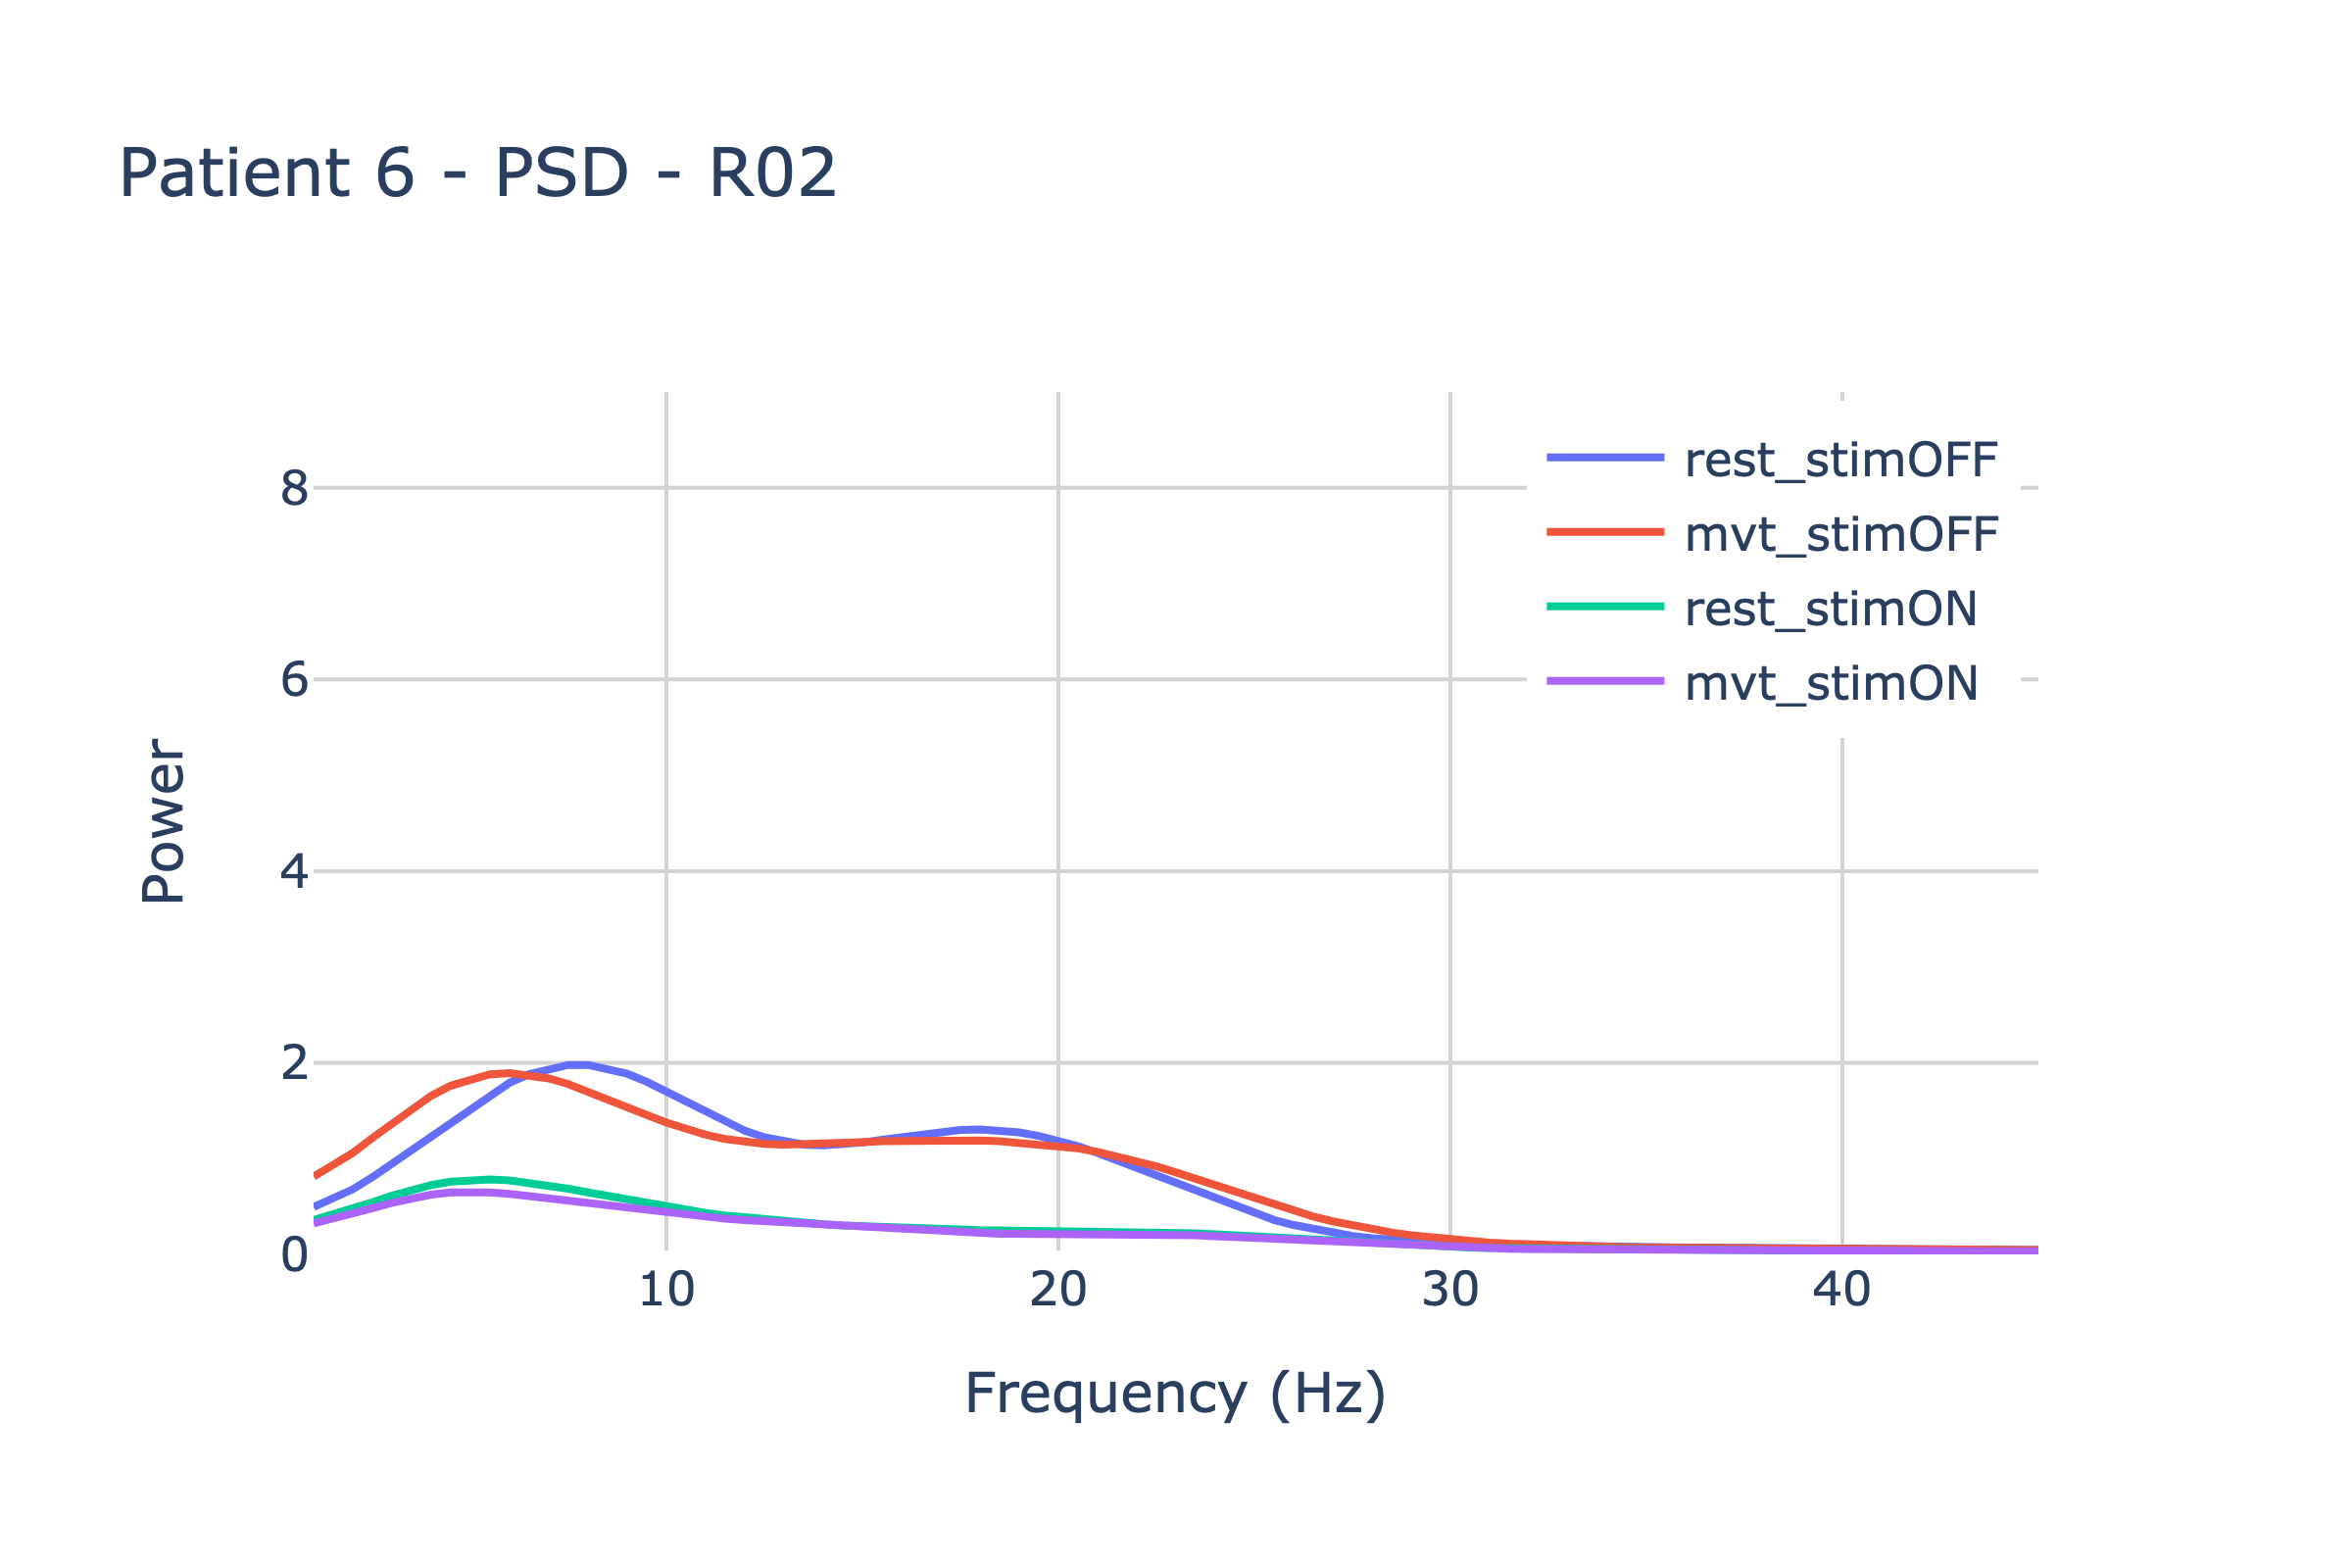 Patient 6 - PSD - R02
rest_stimOFF
mvt_stimOFF
rest_stimON
mvt_stimON
8
6
4
2
0
Power
10 20 30 40
Frequency (Hz)